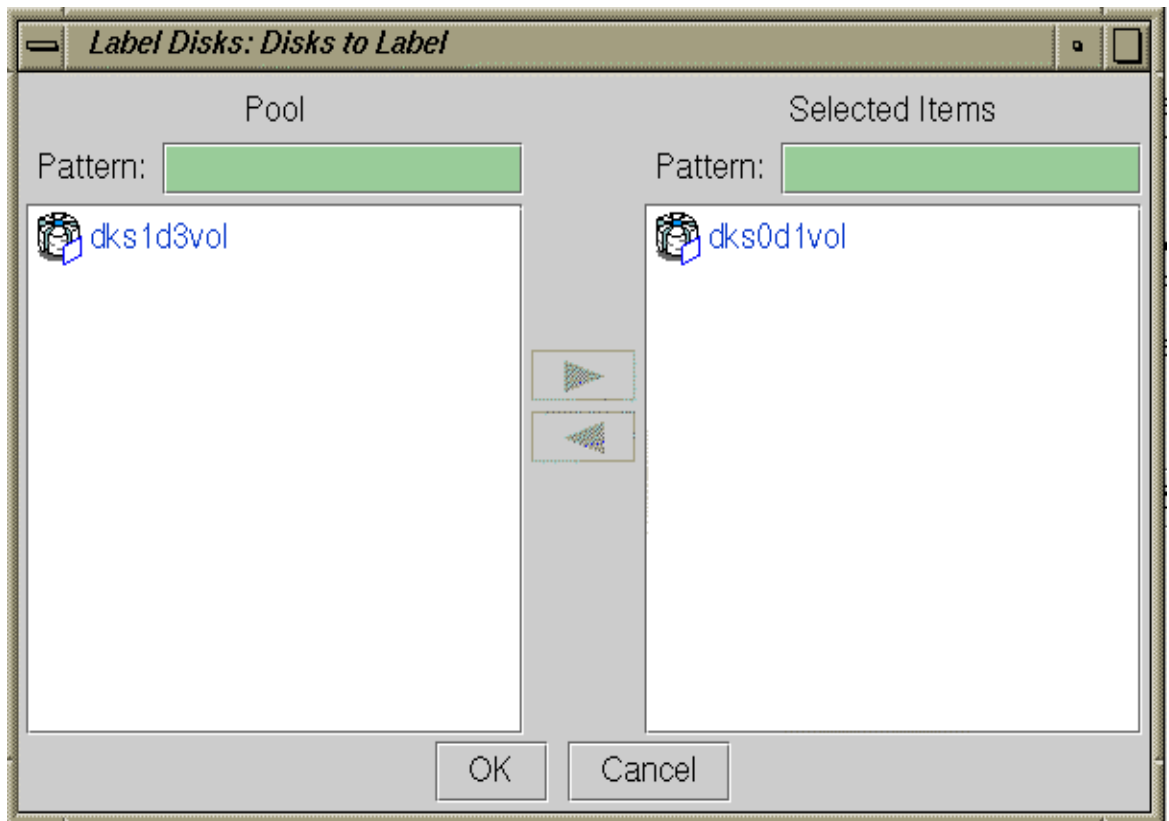 Label Disks: Disks to Label
Pool
Selected Items
Pattern:
Pattern:
dks1d3vol
dks0d1vol
OK
Cancel